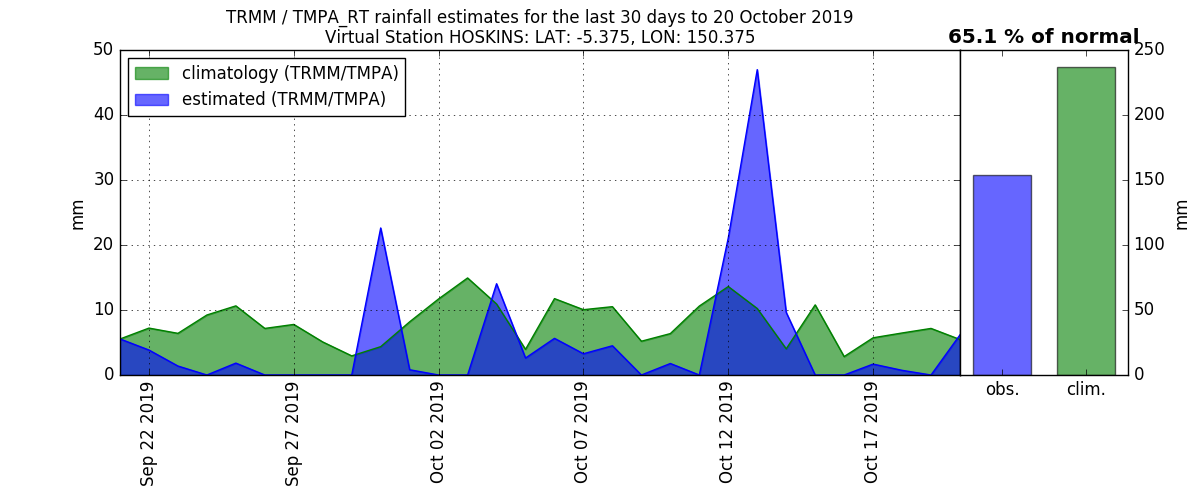 TRMM / TMPA_RT rainfall estimates for the last 30 days to 20 October 2019
Virtual Station HOSKINS: LAT: -5.375, LON: 150.375
65.1 % of normal
climatology (TRMM/TMPA)
estimated (TRMM/TMPA)
50
40
30
20
10
0
mm
Sep 22 2019
Sep 27 2019
Oct 02 2019
Oct 07 2019
Oct 12 2019
Oct 17 2019
obs.
clim.
250
200
150
100
50
0
mm